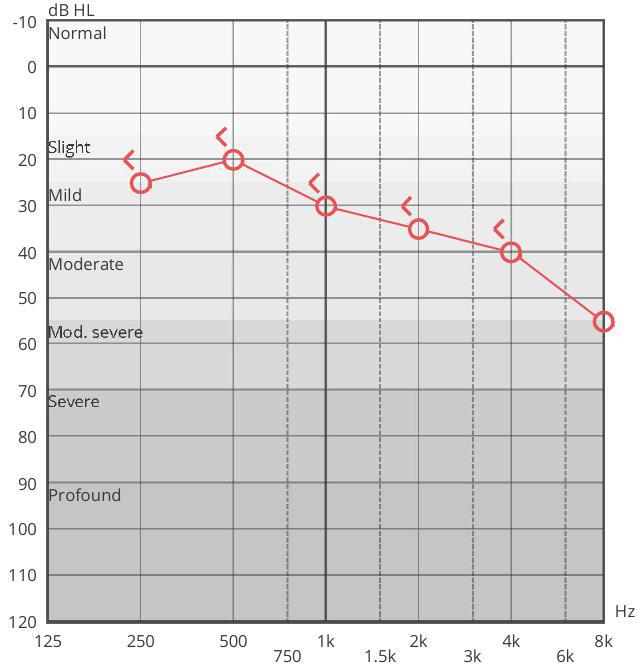 dB HL
-10
Normal
0
10
Slight
20
Mild
30
40
Moderate
50
Mod. severe
60
70
Severe
80
90
Profound
100
110
120
Hz
125 250 500 1k 2k 4k 8k
750 1.5k 3k 6k